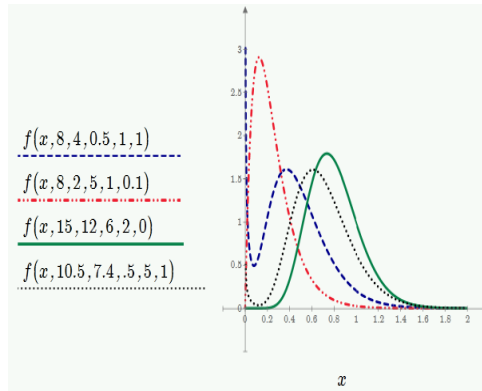 3
2.5
2
1.5
1
0.5
0
0 0.2 0.4 0.6 0.8 1 1.2 1.4 1.6 1.8 2
x
f(x,8,4,0.5,1,1)
f(x,8,2,5,1,0.1)
f(x,15,12,6,2,0)
f(x,10.5,7.4,.5,5,1)